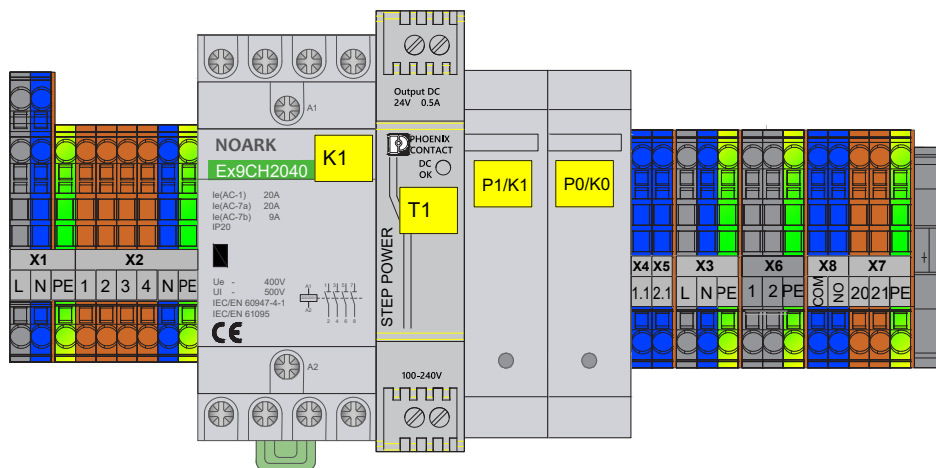 Output DC
24V 0.5A
PHOENIX
CONTACT
DC
OK
T1
STEP POWER
100-240V
A1
NOARK
Ex9CH2040
K1
Ie(AC-1) 20A
Ie(AC-7a) 20A
Ie(AC-7b) 9A
IP20
Ue - 400V
UI - 500V
IEC/EN 60947-4-1
IEC/EN 61095
CE
A1
A2
2 4 6 8
A2
P1/K1
P0/K0
X1 X2
L N PE 1 2 3 4 N PE
X4 X5 X3 X6 X8 X7
1.1 2.1 L N PE 1 2 PE COM NO 20 21 PE